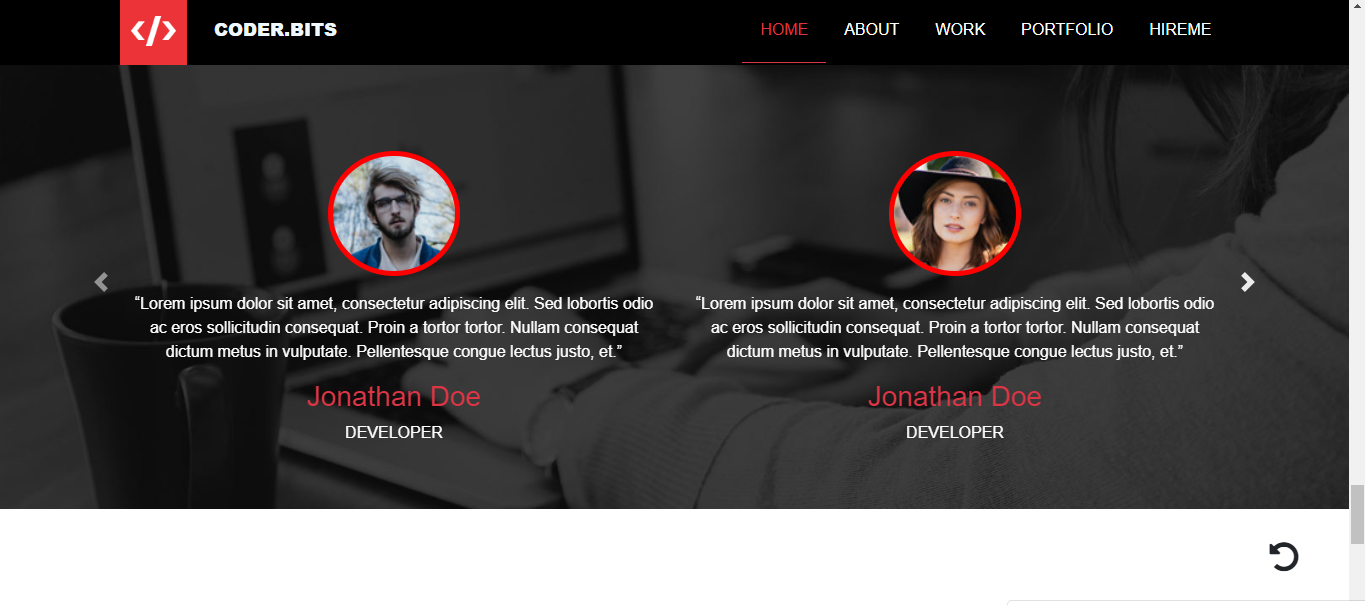 </> CODER.BITS HOME ABOUT WORK PORTFOLIO HIREME
“Lorem ipsum dolor sit amet, consectetur adipiscing elit. Sed lobortis odio
ac eros sollicitudin consequat. Proin a tortor tortor. Nullam consequat
dictum metus in vulputate. Pellentesque congue lectus justo, et.”
Jonathan Doe
DEVELOPER
“Lorem ipsum dolor sit amet, consectetur adipiscing elit. Sed lobortis odio
ac eros sollicitudin consequat. Proin a tortor tortor. Nullam consequat
dictum metus in vulputate. Pellentesque congue lectus justo, et.”
Jonathan Doe
DEVELOPER